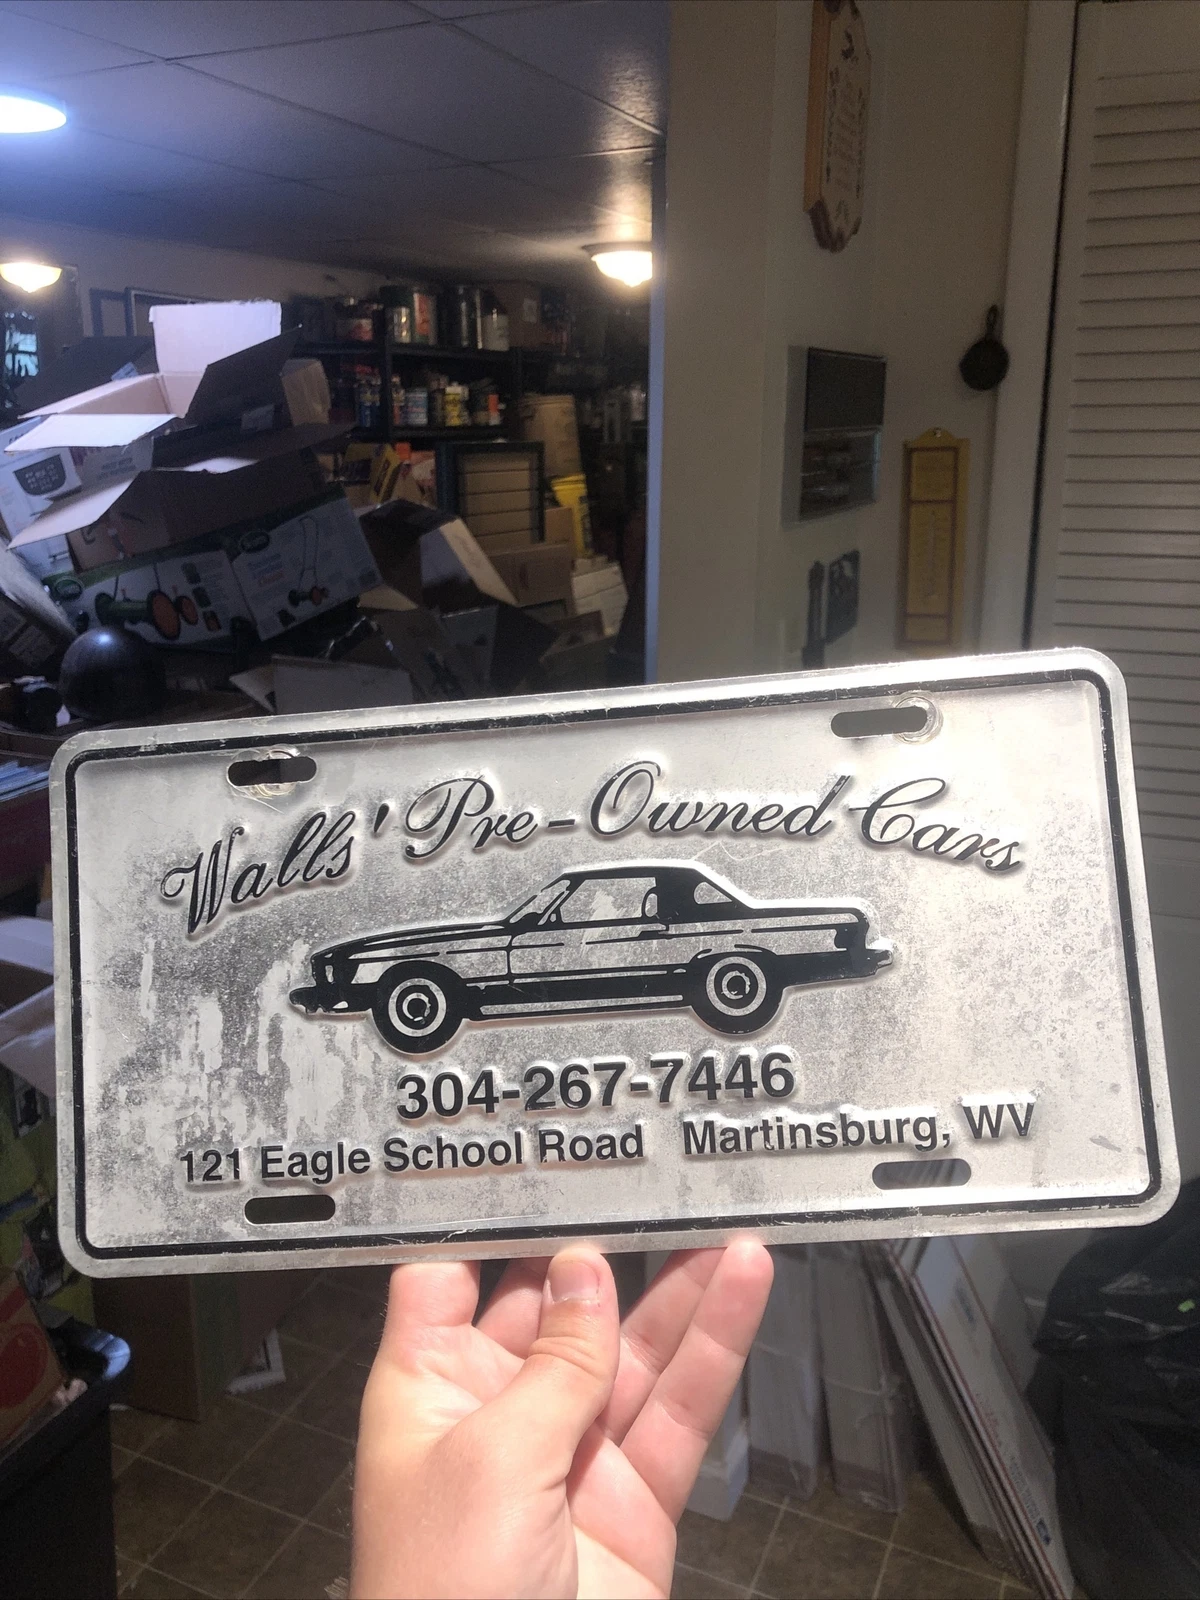 Walls' Pre-Owned Cars
304-267-7446
121 Eagle School Road Martinsburg, WV